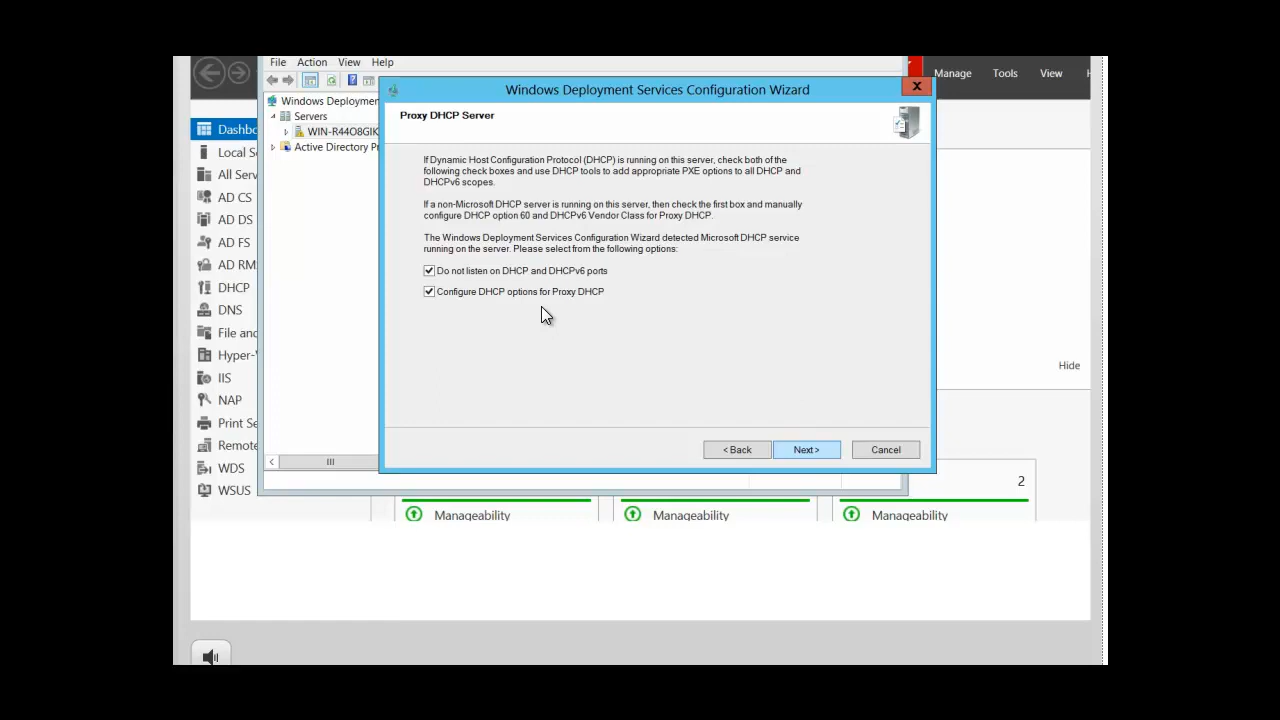 File Action View Help
Manage Tools View
Windows Deployment Services Configuration Wizard
X
Windows Deploymen
Servers
WIN-R44O8GIK
Active Directory Pr
Proxy DHCP Server
If Dynamic Host Configuration Protocol (DHCP) is running on this server, check both of the
following check boxes and use DHCP tools to add appropriate PXE options to all DHCP and
DHCPv6 scopes.
If a non-Microsoft DHCP server is running on this server, then check the first box and manually
configure DHCP option 60 and DHCPv6 Vendor Class for Proxy DHCP.
The Windows Deployment Services Configuration Wizard detected Microsoft DHCP service
running on the server. Please select from the following options:
Do not listen on DHCP and DHCPv6 ports
Configure DHCP options for Proxy DHCP
< Back Next > Cancel
Dashbo
Local S
All Serv
AD CS
AD DS
AD FS
AD RM
DHCP
DNS
File and
Hyper-
IIS
NAP
Print Se
Remote
WDS
WSUS
Hide
2
Manageability Manageability Manageability